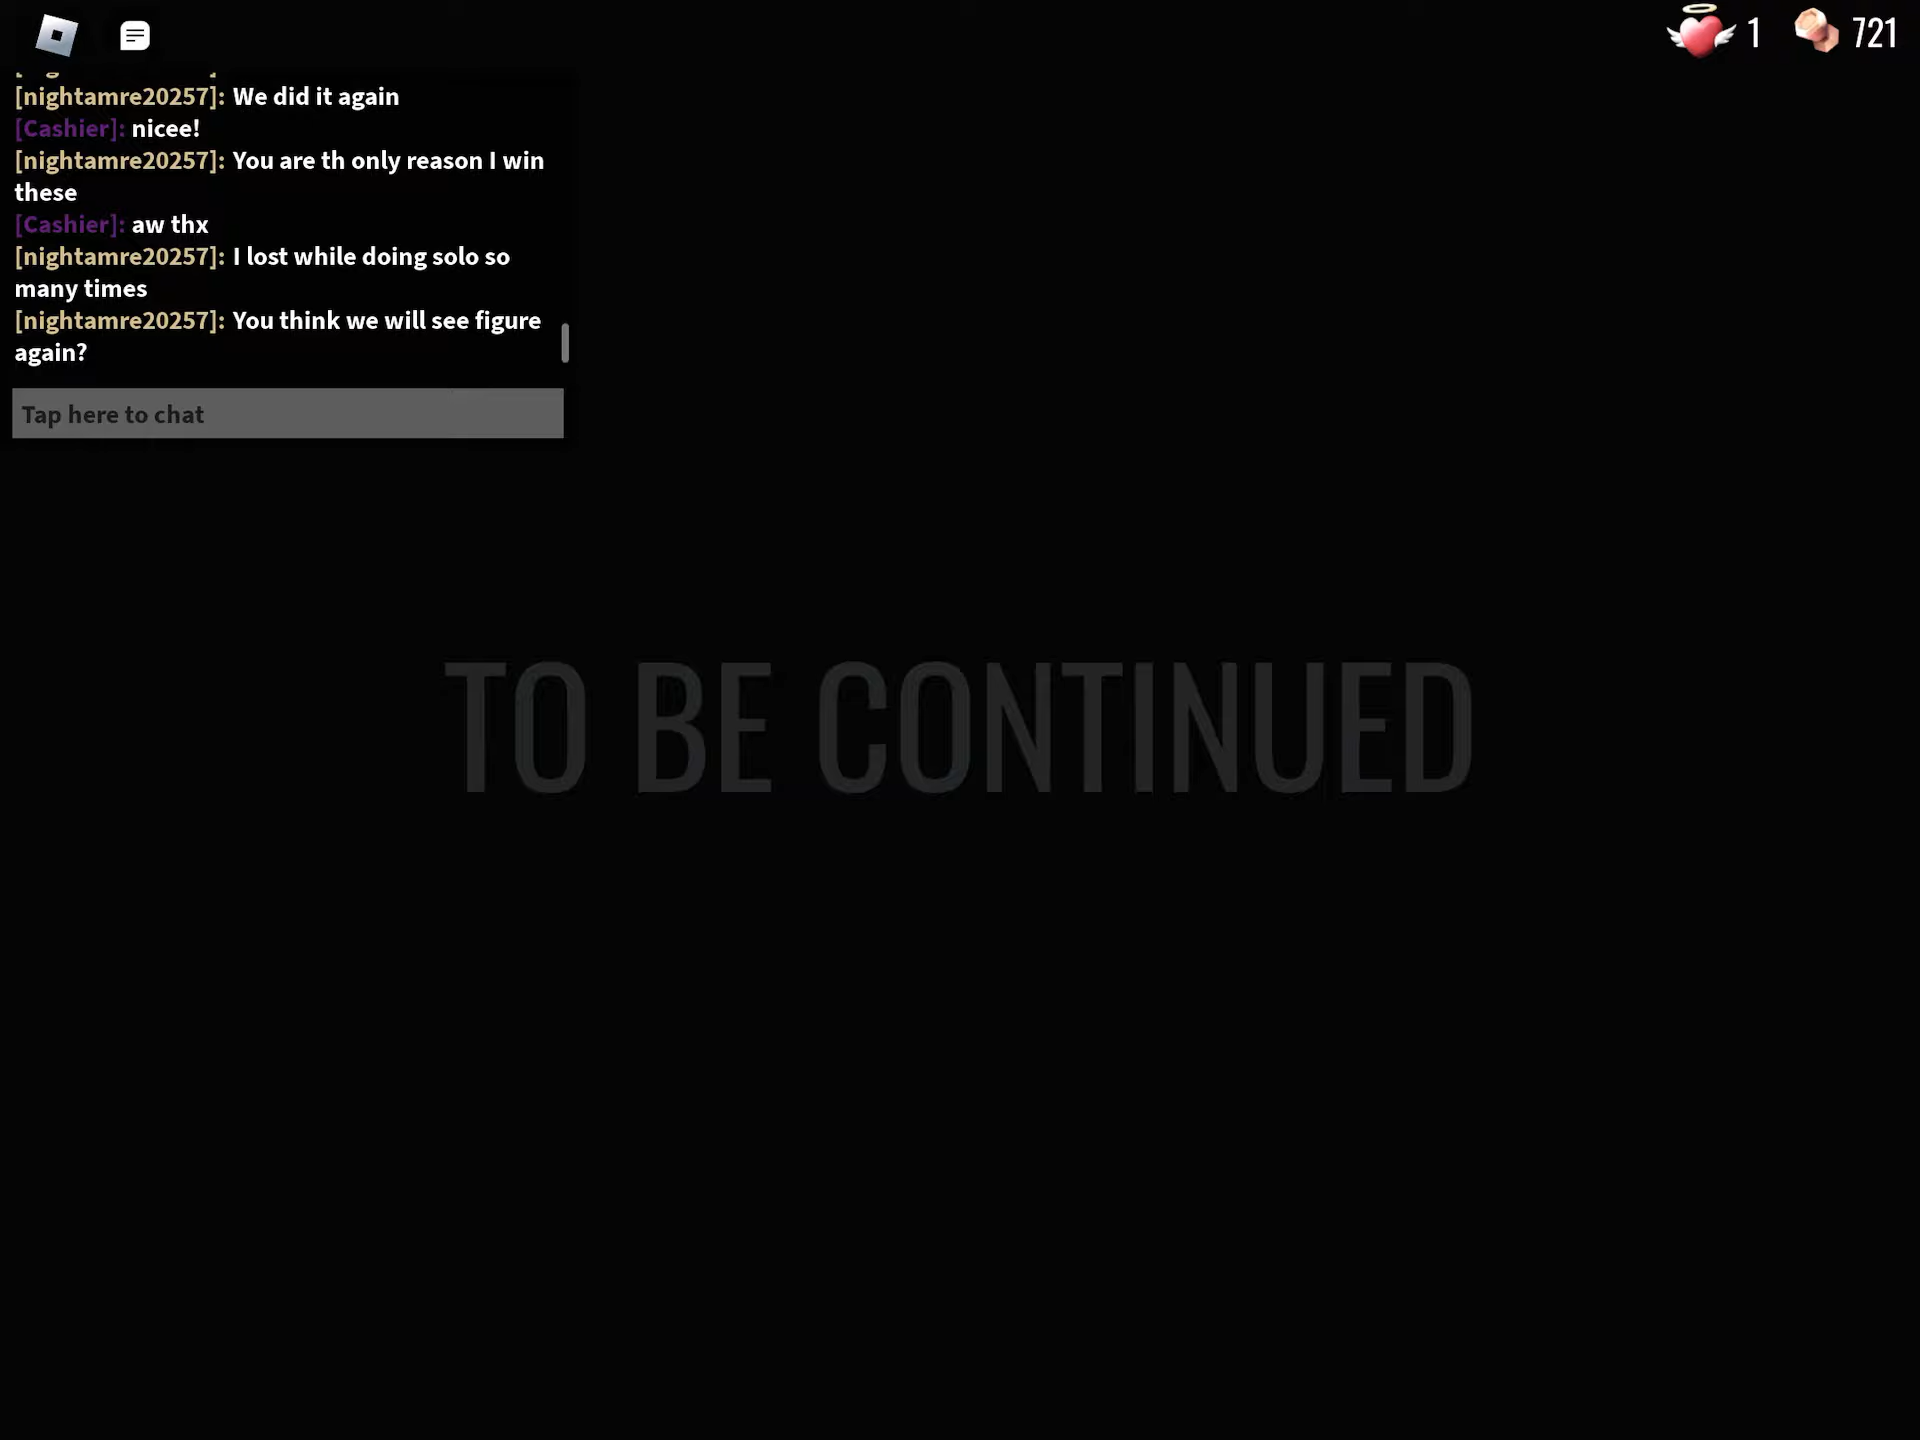 1
721
[nightamre20257]: We did it again
[Cashier]: nicee!
[nightamre20257]: You are th only reason I win
these
[Cashier]: aw thx
[nightamre20257]: I lost while doing solo so
many times
[nightamre20257]: You think we will see figure
again?
Tap here to chat
TO BE CONTINUED